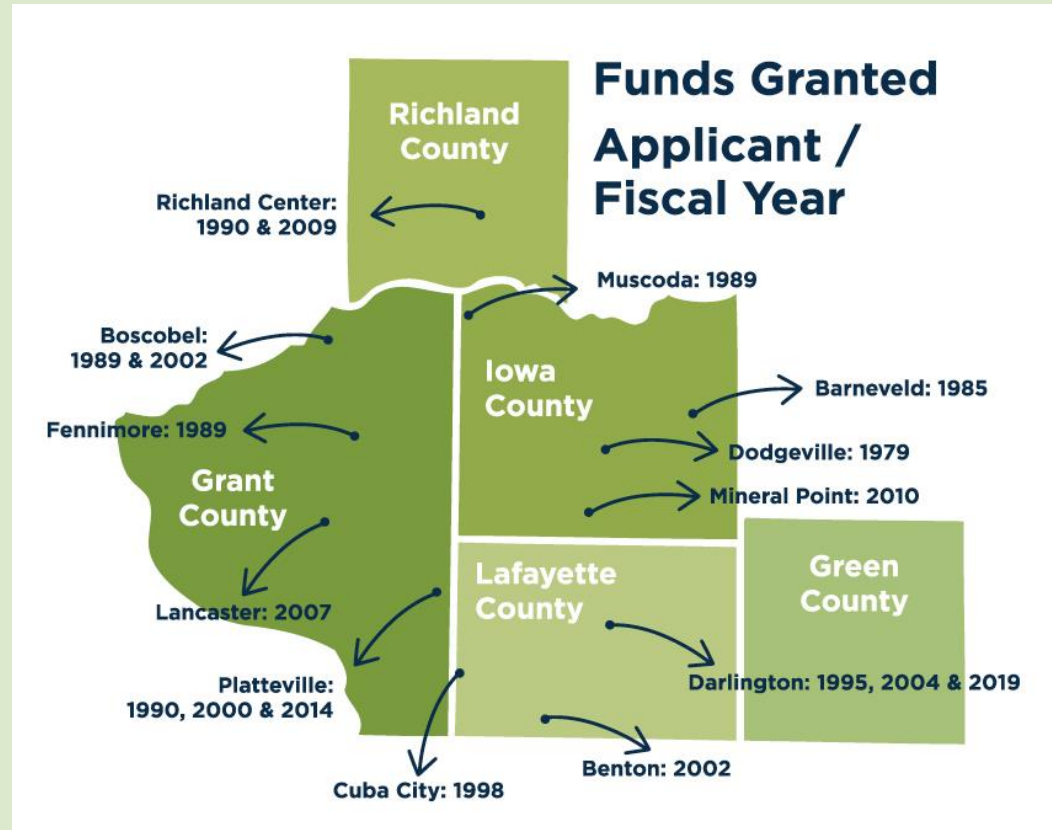 Funds Granted
Applicant /
Fiscal Year
Richland
County
Richland Center:
1990 & 2009
Muscoda: 1989
Boscobel:
1989 & 2002
Iowa
County
Barneveld: 1985
Fennimore: 1989
Dodgeville: 1979
Grant
County
Mineral Point: 2010
Lafayette
County
Green
County
Lancaster: 2007
Platteville:
1990, 2000 & 2014
Darlington: 1995, 2004 & 2019
Benton: 2002
Cuba City: 1998